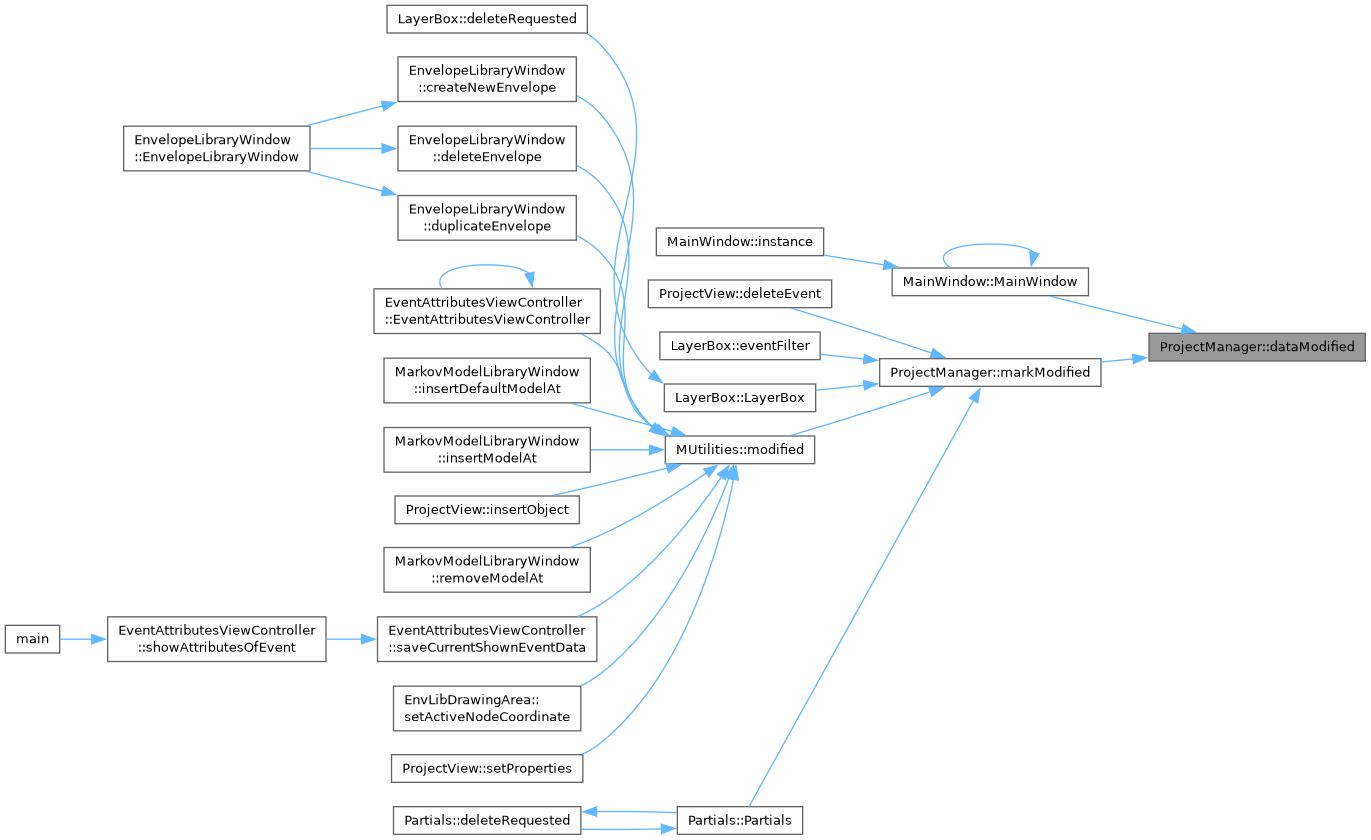 LayerBox::deleteRequested
EnvelopeLibraryWindow
::createNewEnvelope
EnvelopeLibraryWindow
::EnvelopeLibraryWindow
EnvelopeLibraryWindow
::deleteEnvelope
EnvelopeLibraryWindow
::duplicateEnvelope
MainWindow::instance
MainWindow::MainWindow
ProjectView::deleteEvent
EventAttributesViewController
::EventAttributesViewController
LayerBox::eventFilter
ProjectManager::dataModified
ProjectManager::markModified
MarkovModelLibraryWindow
::insertDefaultModelAt
LayerBox::LayerBox
MarkovModelLibraryWindow
::insertModelAt
MUtilities::modified
ProjectView::insertObject
MarkovModelLibraryWindow
::removeModelAt
main
EventAttributesViewController
::showAttributesOfEvent
EventAttributesViewController
::saveCurrentShownEventData
EnvLibDrawingArea::
setActiveNodeCoordinate
ProjectView::setProperties
Partials::deleteRequested
Partials::Partials